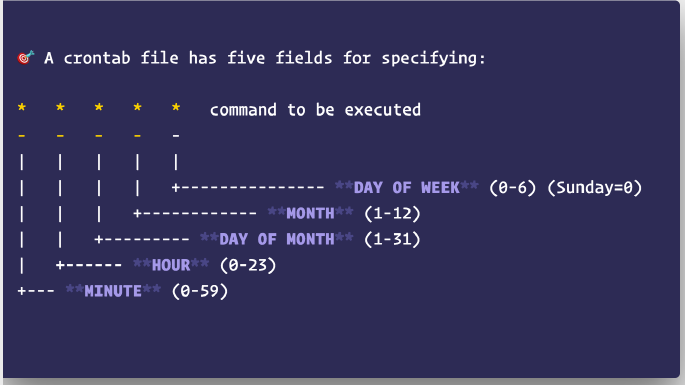 🎯 A crontab file has five fields for specifying:
*   *   *   *   *   command to be executed
-   -   -   -   -
|   |   |   |   |
|   |   |   |   +--------------- **DAY OF WEEK** (0-6) (Sunday=0)
|   |   |   +------------ **MONTH** (1-12)
|   |   +--------- **DAY OF MONTH** (1-31)
|   +------ **HOUR** (0-23)
+--- **MINUTE** (0-59)